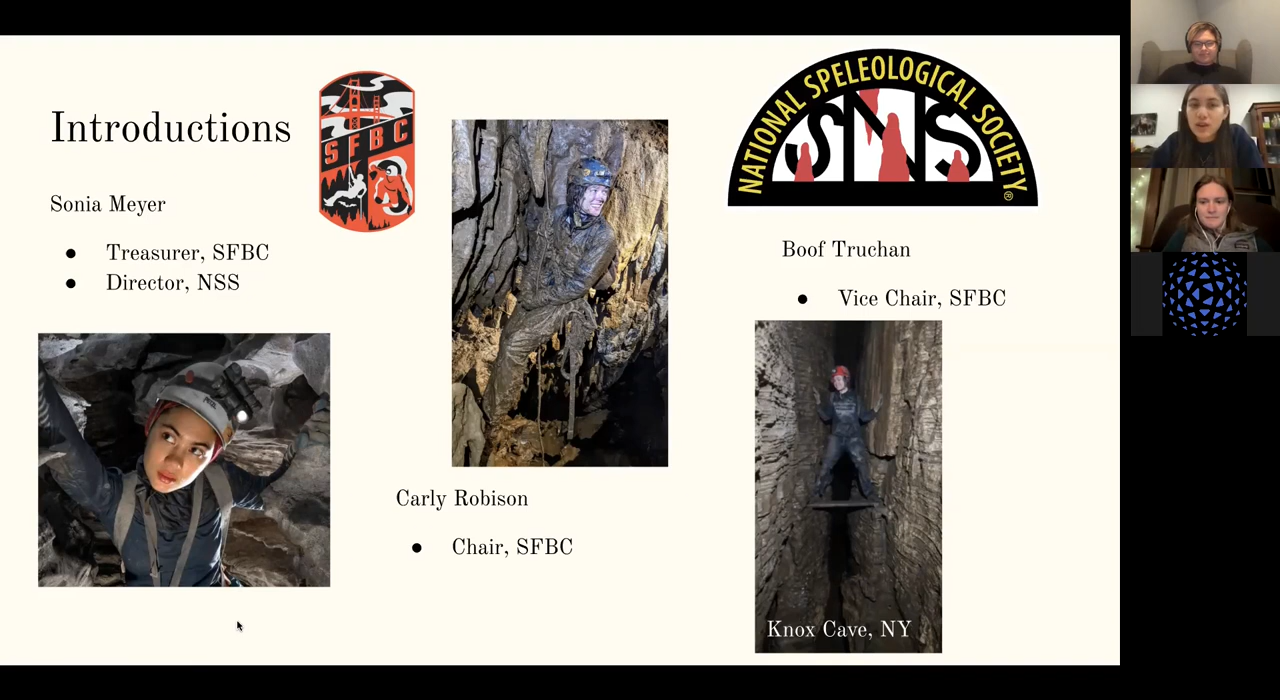 Introductions
SFBC
Sonia Meyer
● Treasurer, SFBC
● Director, NSS
Carly Robison
● Chair, SFBC
NATIONAL SPELEOLOGICAL SOCIETY®
SNS
Boof Truchan
● Vice Chair, SFBC
Knox Cave, NY